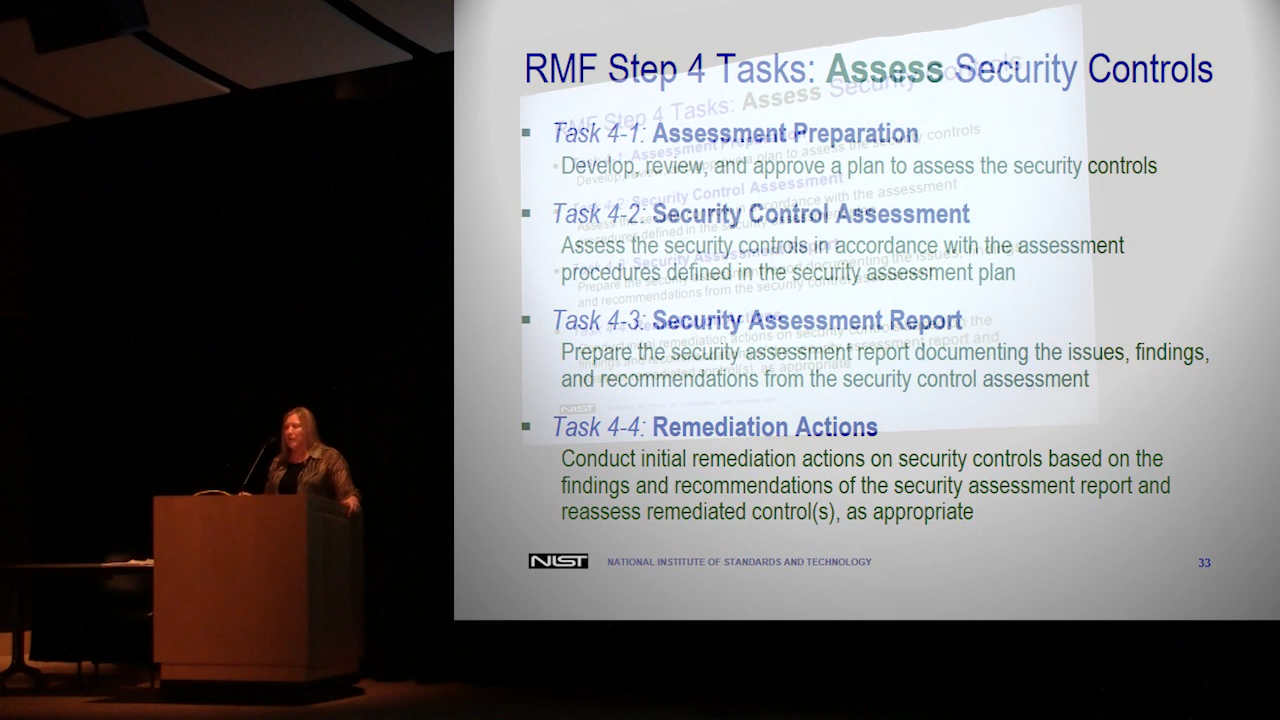 RMF Step 4 Tasks: Assess Security Controls
Task 4-1: Assessment Preparation
Develop, review, and approve a plan to assess the security controls
Task 4-2: Security Control Assessment
Assess the security controls in accordance with the assessment
procedures defined in the security assessment plan
Task 4-3: Security Assessment Report
Prepare the security assessment report documenting the issues, findings,
and recommendations from the security control assessment
Task 4-4: Remediation Actions
Conduct initial remediation actions on security controls based on the
findings and recommendations of the security assessment report and
reassess remediated control(s), as appropriate
NIST NATIONAL INSTITUTE OF STANDARDS AND TECHNOLOGY 33